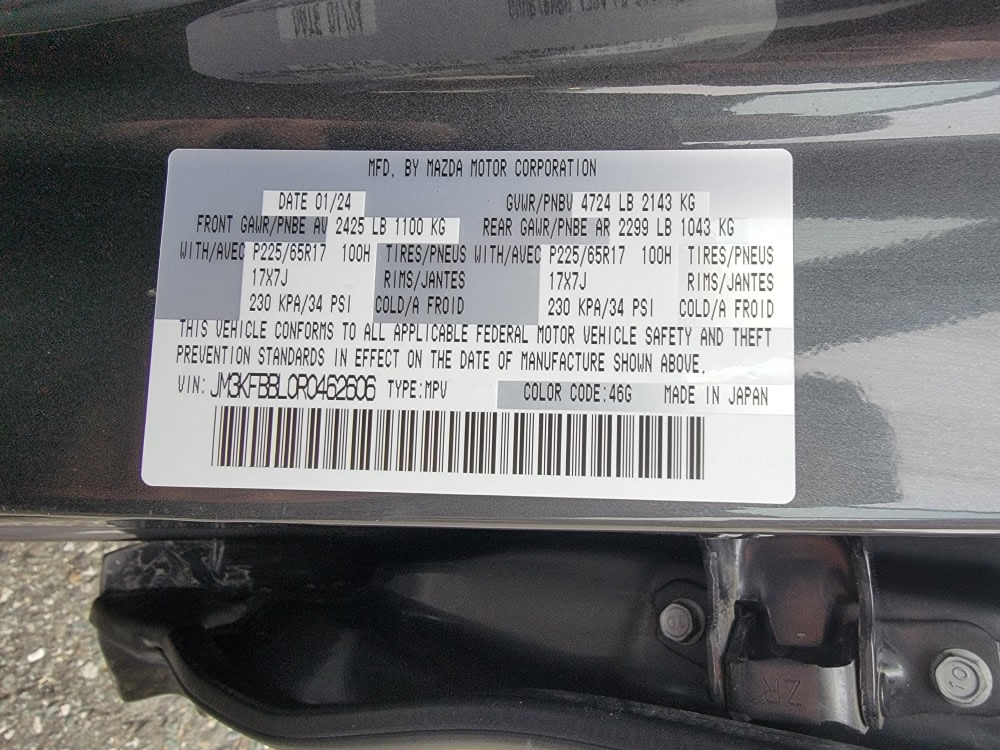 MFD. BY MAZDA MOTOR CORPORATION
DATE 01/24 GVWR/PNBV 4724 LB 2143 KG
FRONT GAWR/PNBE AV 2425 LB 1100 KG REAR GAWR/PNBE AR 2299 LB 1043 KG
WITH/AVEC P225/65R17 100H TIRES/PNEUS WITH/AVEC P225/65R17 100H TIRES/PNEUS
17X7J RIMS/JANTES 17X7J RIMS/JANTES
230 KPA/34 PSI COLD/A FROID 230 KPA/34 PSI COLD/A FROID
THIS VEHICLE CONFORMS TO ALL APPLICABLE FEDERAL MOTOR VEHICLE SAFETY AND THEFT
PREVENTION STANDARDS IN EFFECT ON THE DATE OF MANUFACTURE SHOWN ABOVE.
VIN: JM3KFBBL0R0462606 TYPE:MPV COLOR CODE:46G MADE IN JAPAN
10
ZR
10